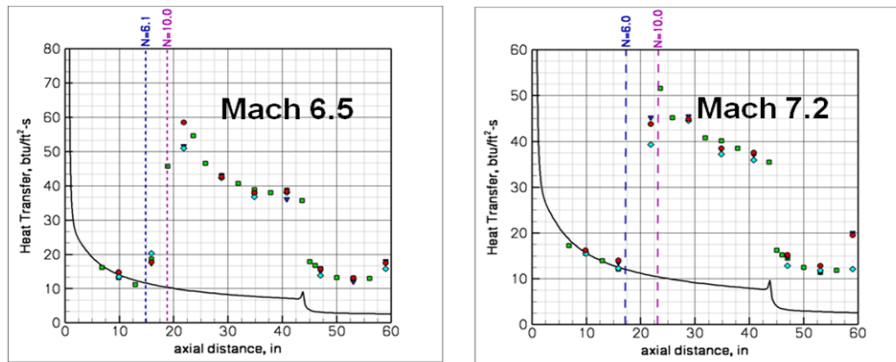 N=6.1
N=10.0
80
70
60
50
40
30
20
10
0
Heat Transfer, btu/ft²-s
Mach 6.5
0 10 20 30 40 50 60
axial distance, in
N=6.0
N=10.0
60
50
40
30
20
10
0
Heat Transfer, btu/ft²-s
Mach 7.2
0 10 20 30 40 50 60
axial distance, in